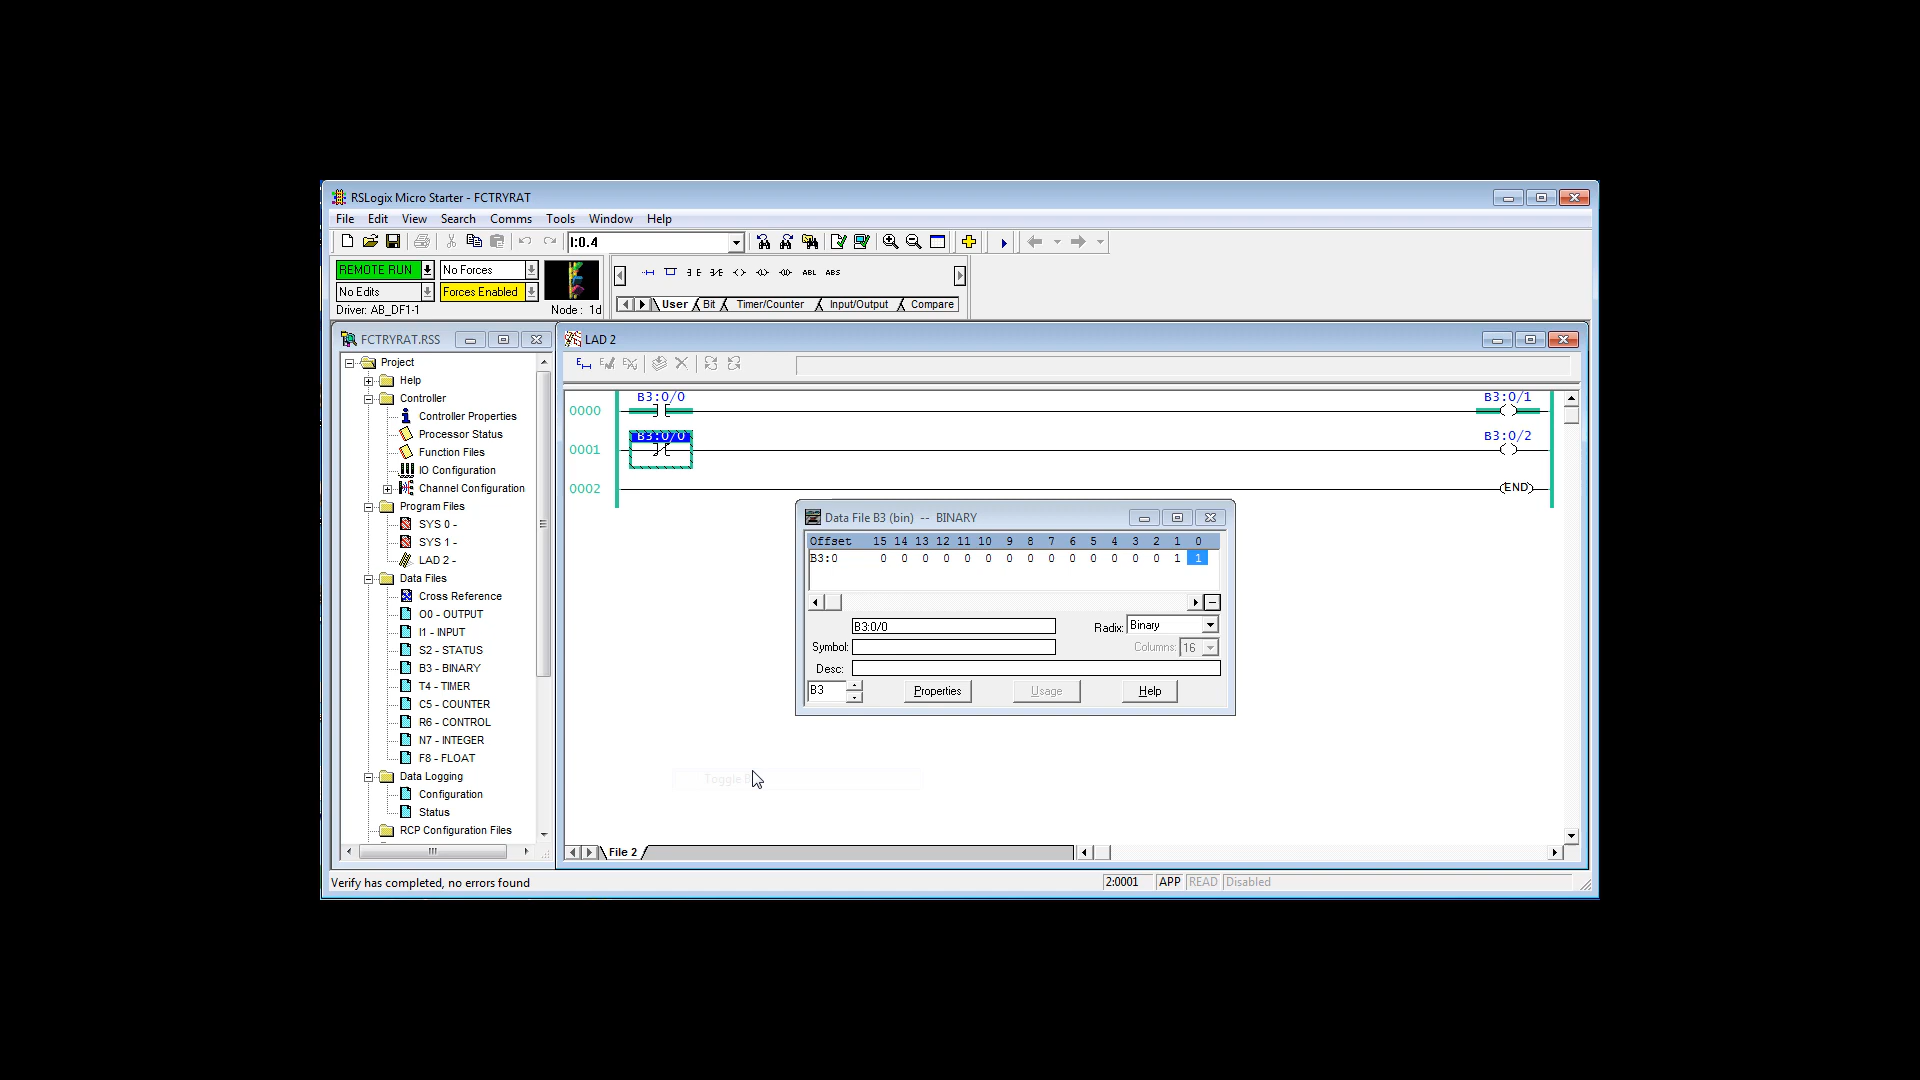 RSLogix Micro Starter - FCTRYRAT
File Edit View Search Comms Tools Window Help
I:0.4
REMOTE RUN No Forces
No Edits Forces Enabled
Driver: AB_DF1-1 Node : 1d
ABL ABS
User Bit Timer/Counter Input/Output Compare
FCTRYRAT.RSS
Project
Help
Controller
Controller Properties
Processor Status
Function Files
IO Configuration
Channel Configuration
Program Files
SYS 0 -
SYS 1 -
LAD 2 -
Data Files
Cross Reference
O0 - OUTPUT
I1 - INPUT
S2 - STATUS
B3 - BINARY
T4 - TIMER
C5 - COUNTER
R6 - CONTROL
N7 - INTEGER
F8 - FLOAT
Data Logging
Configuration
Status
RCP Configuration Files
LAD 2
B3:0/0 B3:0/1
0000
B3:0/0 B3:0/2
0001
0002 END
Data File B3 (bin) -- BINARY
Offset 15 14 13 12 11 10 9 8 7 6 5 4 3 2 1 0
B3:0 0 0 0 0 0 0 0 0 0 0 0 0 0 0 1 1
B3:0/0 Radix: Binary
Symbol: Columns: 16
Desc:
B3 Properties Usage Help
Toggle
File 2
Verify has completed, no errors found 2:0001 APP READ Disabled